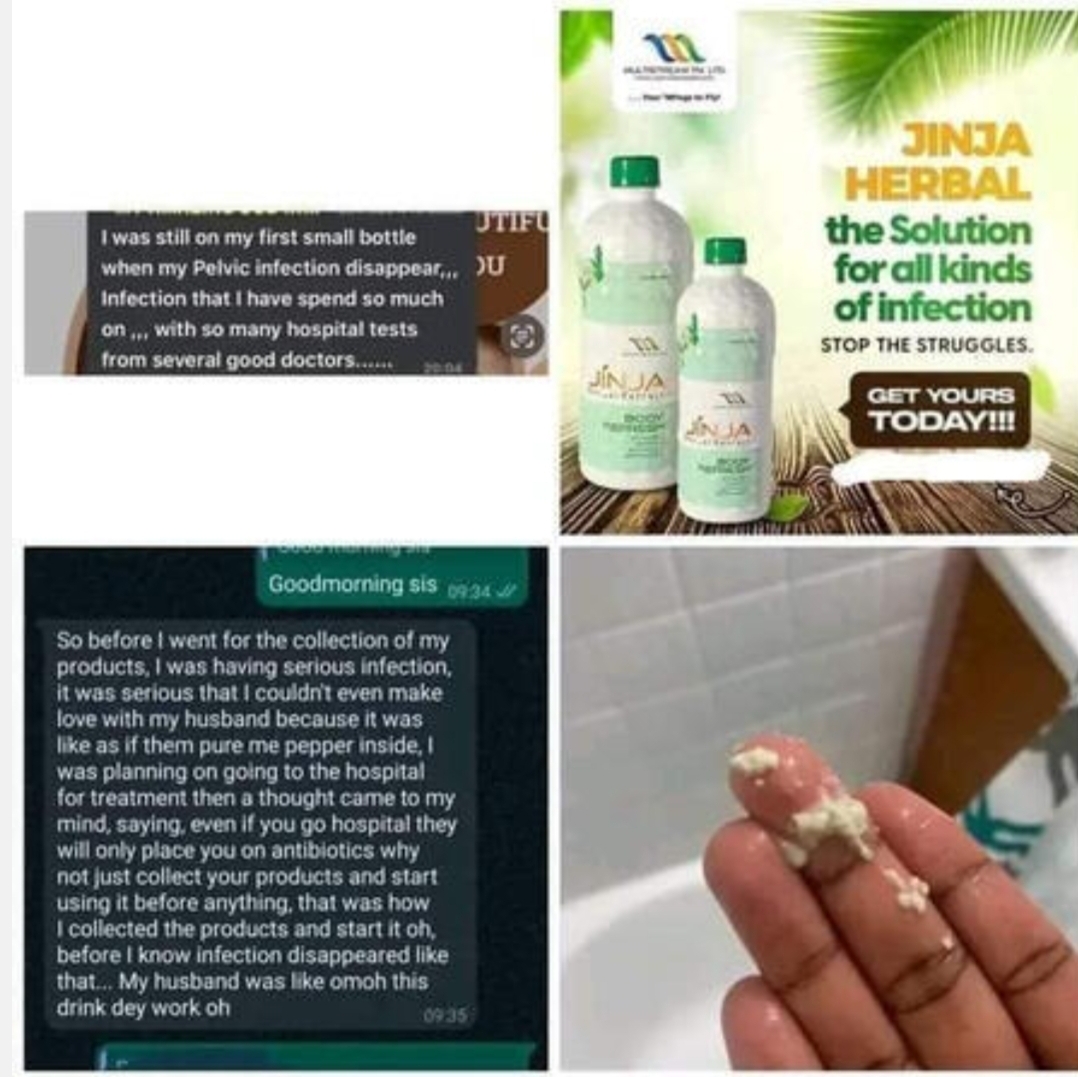 I was still on my first small bottle
when my Pelvic infection disappear,,,
Infection that I have spend so much
on ,,, with so many hospital tests
from several good doctors......
20:04
UTIFU
OU
JINJA
HERBAL
the Solution
for all kinds
of infection
STOP THE STRUGGLES.
GET YOURS
TODAY!!!
JINJA
BODY
JINJA
BODY
Goodmorning sis 09:34
So before I went for the collection of my
products, I was having serious infection,
it was serious that I couldn't even make
love with my husband because it was
like as if them pure me pepper inside, I
was planning on going to the hospital
for treatment then a thought came to my
mind, saying, even if you go hospital they
will only place you on antibiotics why
not just collect your products and start
using it before anything, that was how
I collected the products and start it oh,
before I know infection disappeared like
that... My husband was like omoh this
drink dey work oh
09:35